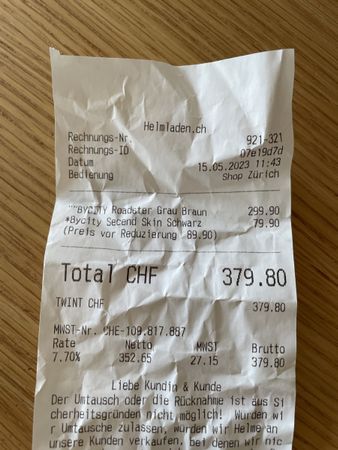 Helmladen.ch
Rechnungs-Nr. 921-321
Rechnungs-ID 07e19d7d
Datum 15.05.2023 11:43
Bedienung Shop Zürich
**BYCITY Roadster Grau Braun 299.90
*Bycity Secend Skin Schwarz 79.90
(Preis vor Reduzierung 89.90)
Total CHF 379.80
TWINT CHF 379.80
MWST-Nr. CHE-109.817.887
Rate Netto MWST Brutto
7.70% 352.65 27.15 379.80
Liebe Kundin & Kunde
Der Umtausch oder die Rücknahme ist aus Si
cherheitsgründen nicht möglich! Würden wi
r Umtausche zulassen, würden wir Helme an
unsere Kunden verkaufen, bei denen wir nic